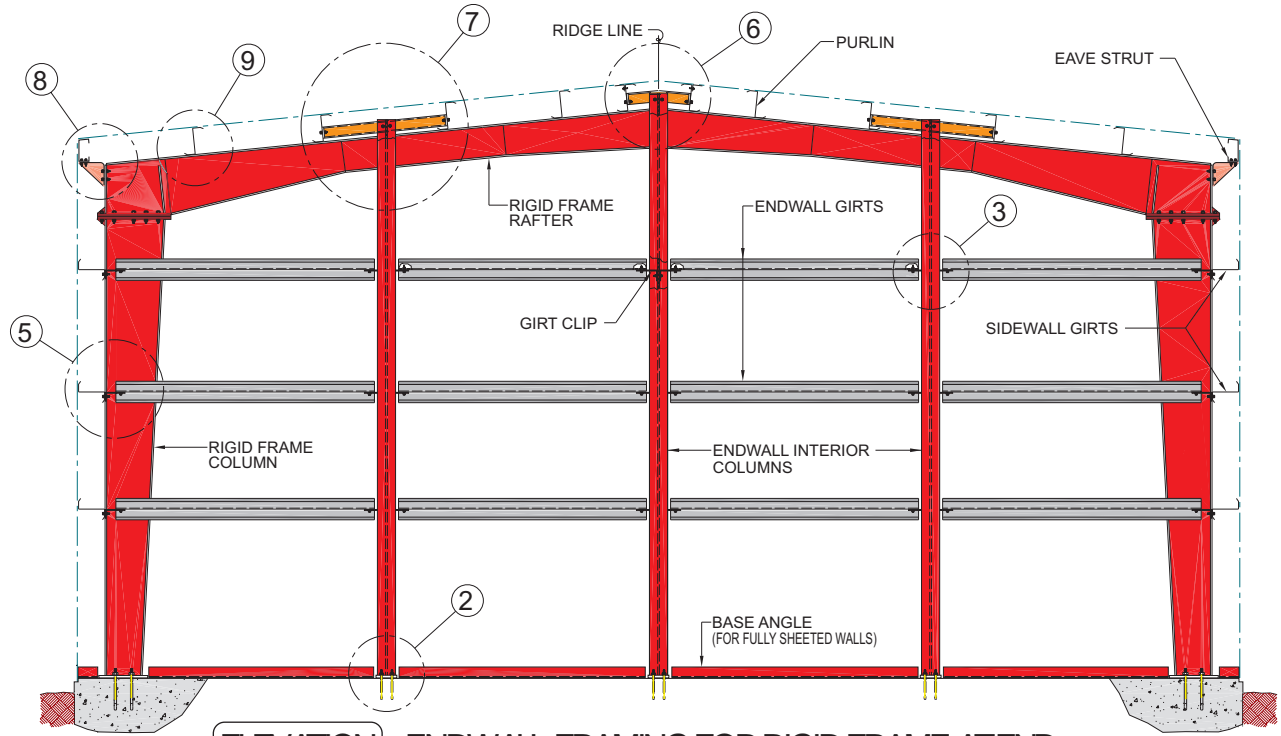 7
RIDGE LINE
6
PURLIN
EAVE STRUT
8
9
RIGID FRAME
RAFTER
ENDWALL GIRTS
3
GIRT CLIP
SIDEWALL GIRTS
5
RIGID FRAME
COLUMN
ENDWALL INTERIOR
COLUMNS
2
BASE ANGLE
(FOR FULLY SHEETED WALLS)